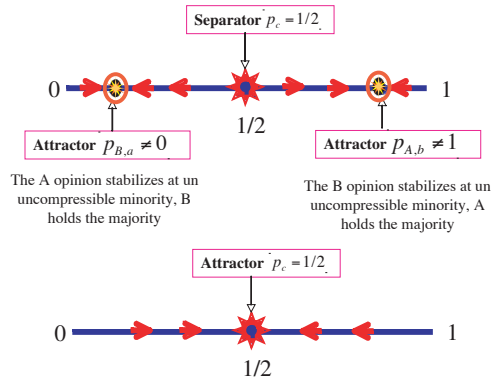 Separator p_c = 1/2
0
1
1/2
Attractor p_{B,a} ≠ 0
Attractor p_{A,b} ≠ 1
The A opinion stabilizes at un
uncompressible minority, B
holds the majority
The B opinion stabilizes at un
uncompressible minority, A
holds the majority
Attractor p_c = 1/2
0
1
1/2